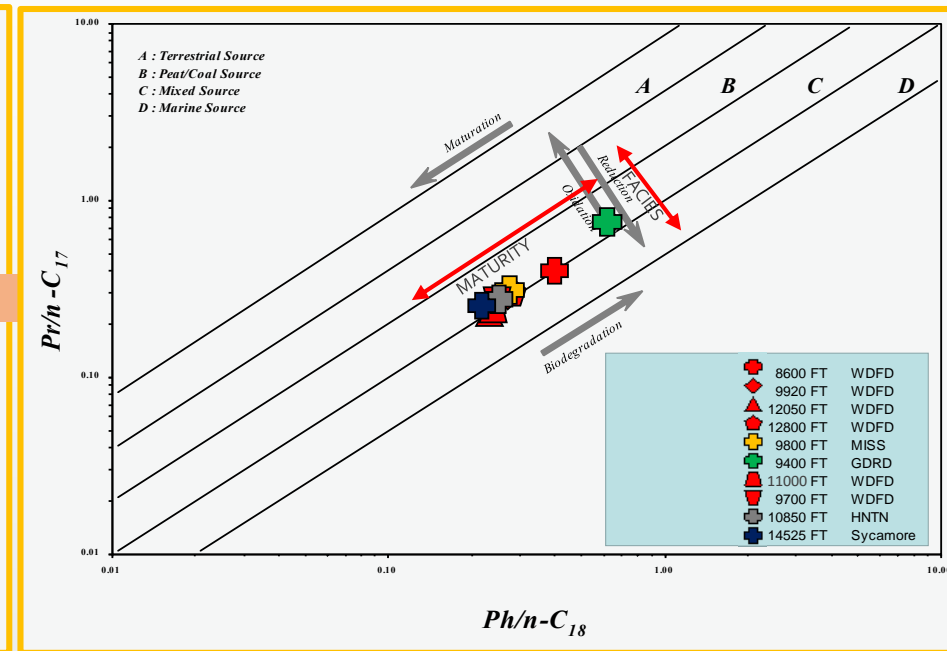 10.00
A : Terrestrial Source
B : Peat/Coal Source
C : Mixed Source
D : Marine Source
A
B
C
D
Maturation
Reduction
Oxidation
FACIES
1.00
MATURITY
Biodegradation
Pr/n -C17
0.10
8600 FT WDFD
9920 FT WDFD
12050 FT WDFD
12800 FT WDFD
9800 FT MISS
9400 FT GDRD
11000 FT WDFD
9700 FT WDFD
10850 FT HNTN
14525 FT Sycamore
0.01
0.01 0.10 1.00 10.00
Ph/n-C18